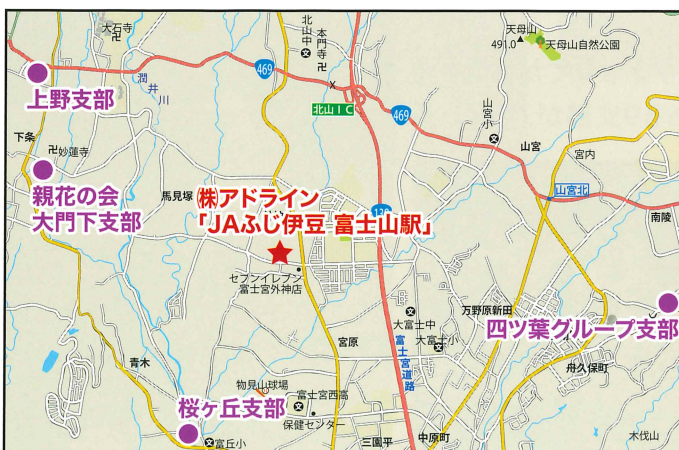 大石寺
北山中
本門寺
天母山
491.0
天母山自然公園
469
潤井川
X
上野支部
北山IC
469
山宮小
山宮
下条
妙蓮寺
宮内
山宮北
親花の会
大門下支部
馬見塚
㈱アドライン
「JAふじ伊豆 富士山駅」
南陵
セブンイレブン
富士宮外神店
万野原新田
大富士中
大富士小
四ツ葉グループ支部
宮原
富士宮道路
青木
舟久保町
物見山球場
富士宮西高
桜ヶ丘支部
保健センター
富丘小
三園平
中原町
木伐山